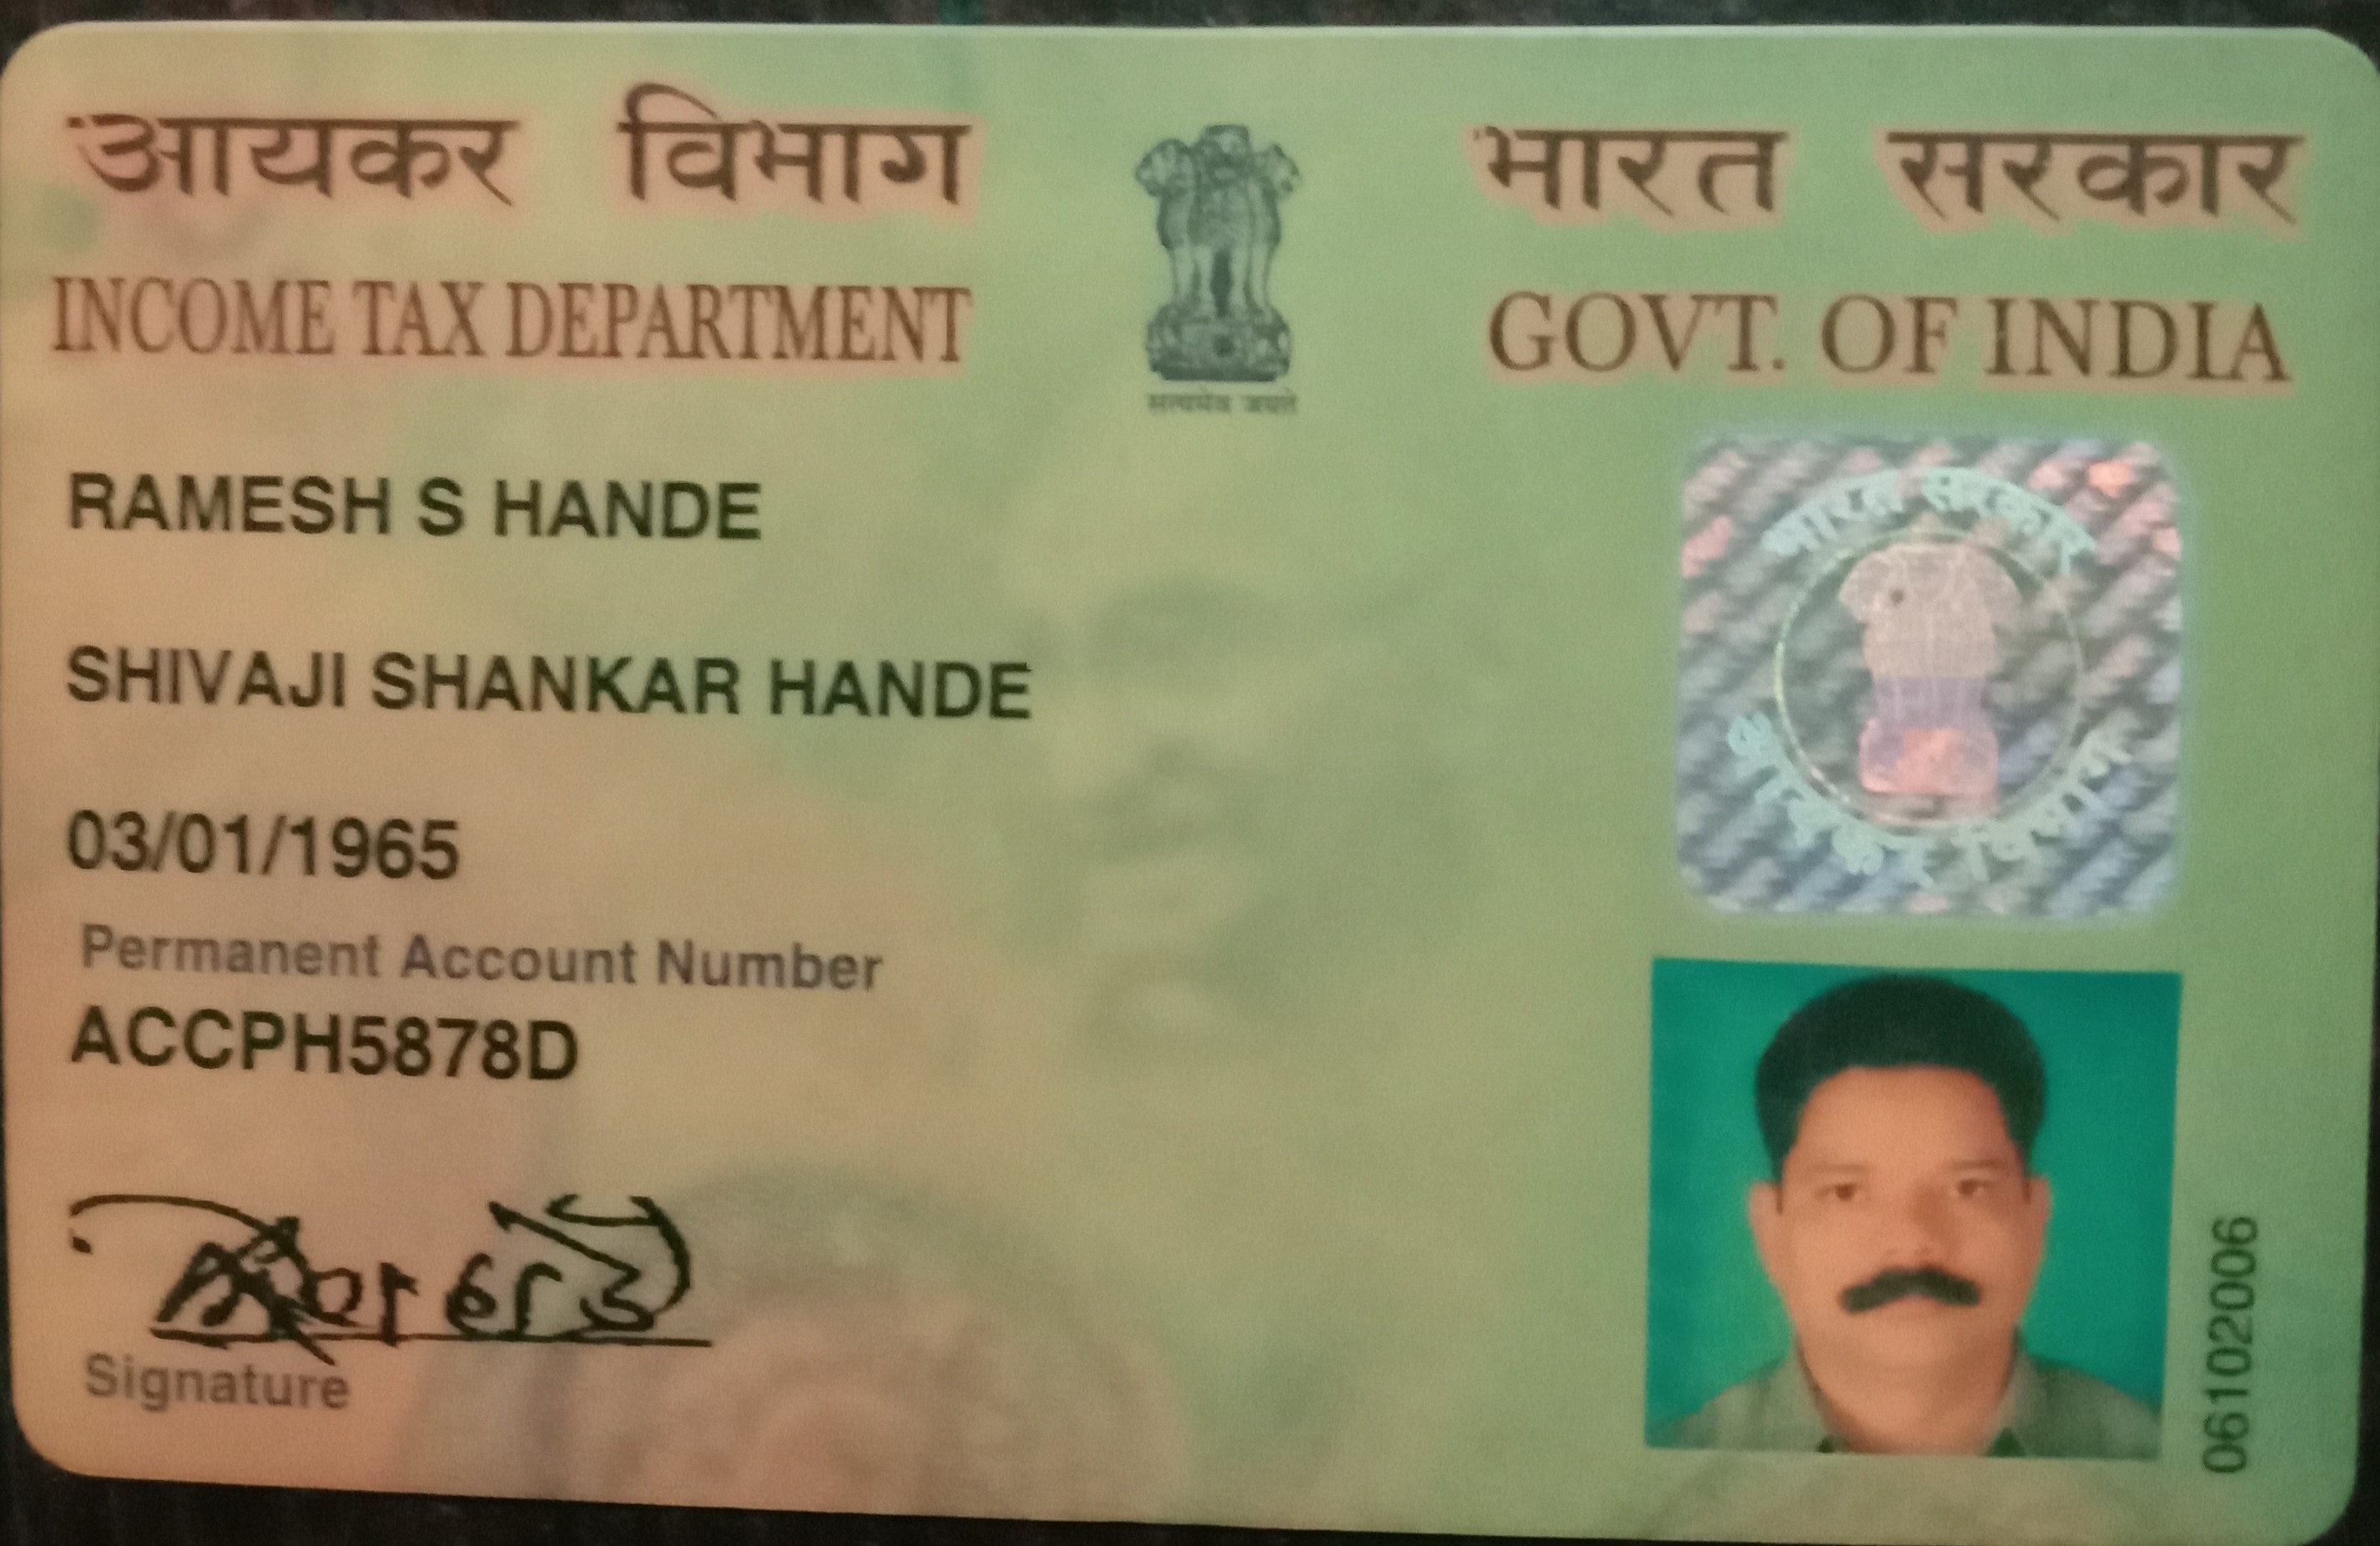 आयकर विभाग
INCOME TAX DEPARTMENT
सत्यमेव जयते
भारत सरकार
GOVT. OF INDIA
RAMESH S HANDE
SHIVAJI SHANKAR HANDE
03/01/1965
Permanent Account Number
ACCPH5878D
Signature
भारत सरकार
आयकर विभाग
06102006